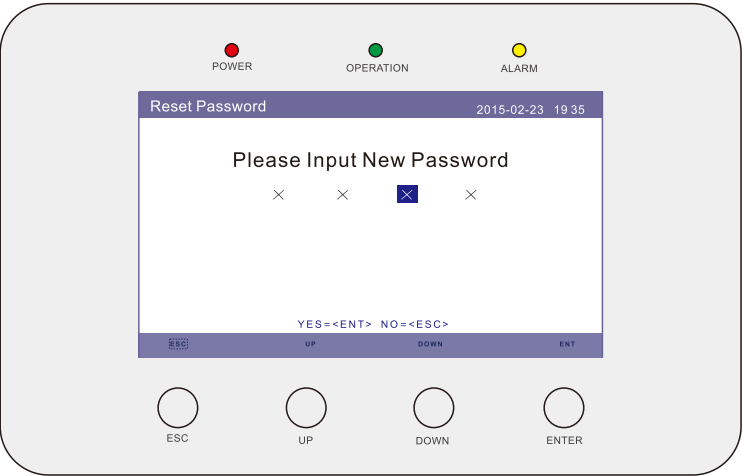 POWER OPERATION ALARM
Reset Password 2015-02-23 19 35
Please Input New Password
× × × ×
YES=<ENT> NO=<ESC>
ESC UP DOWN ENT
ESC UP DOWN ENTER